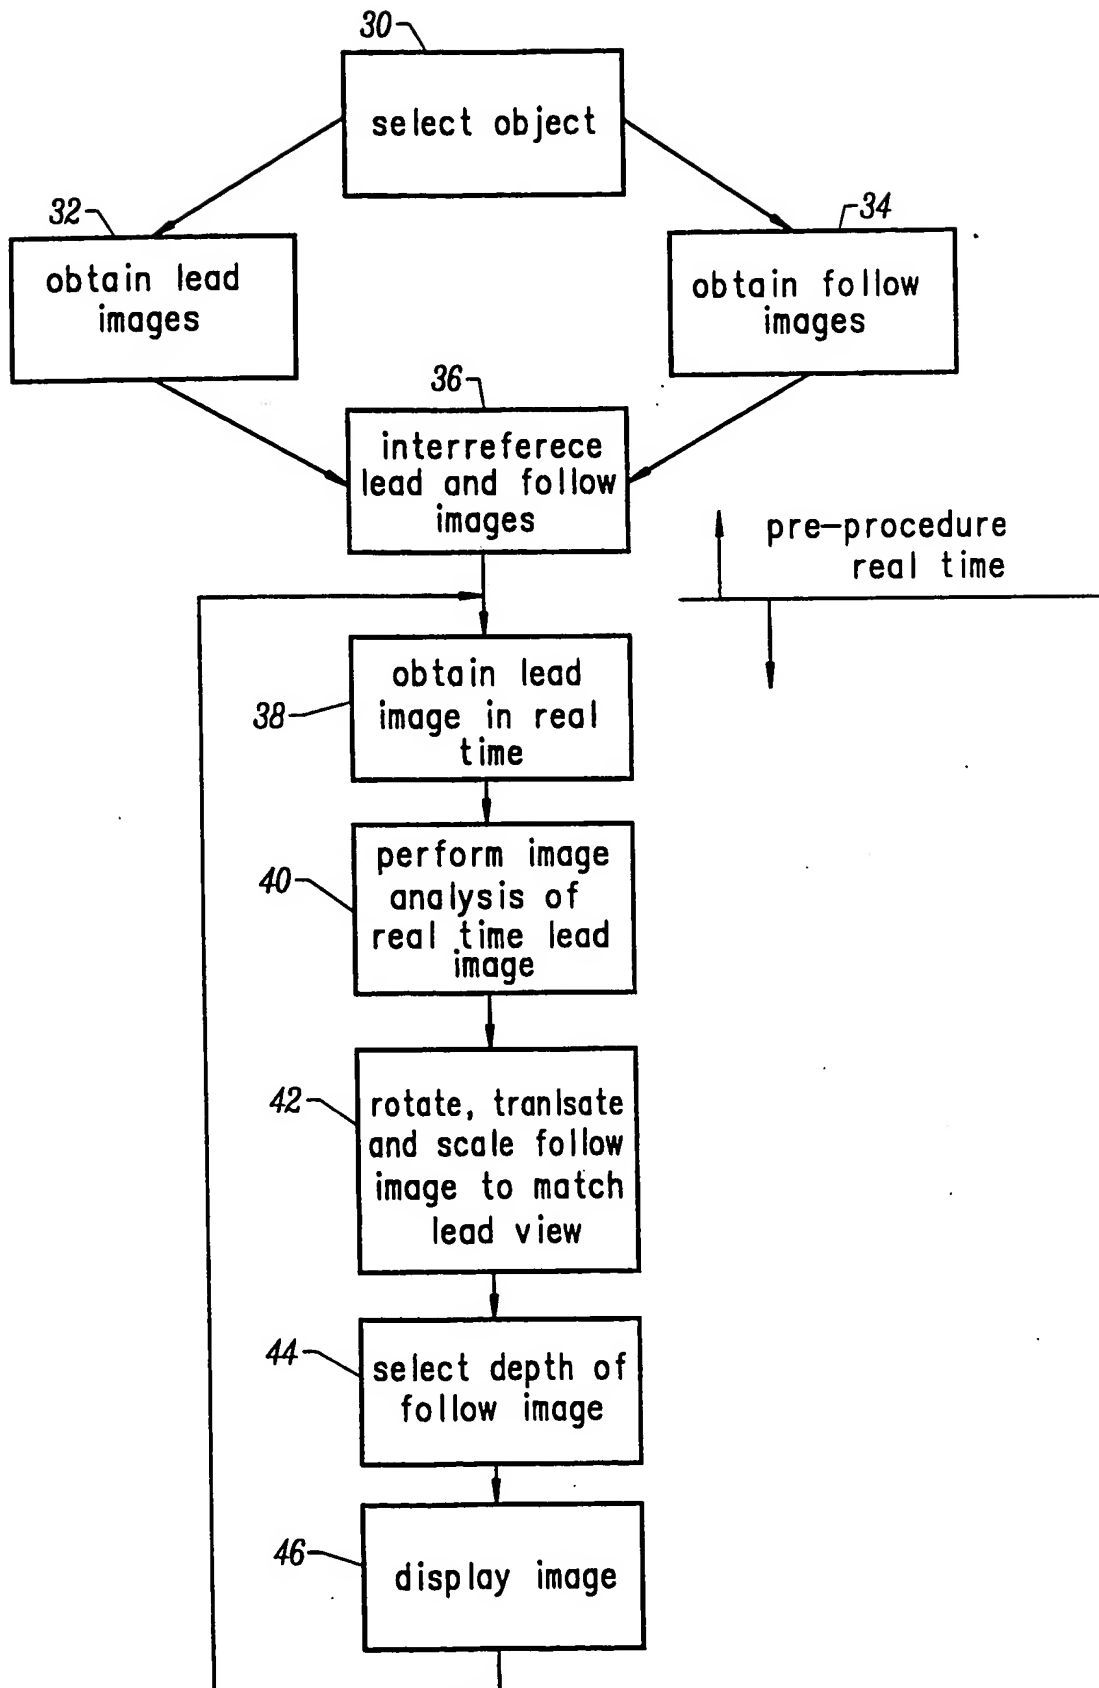 30
select object
32
obtain lead
images
34
obtain follow
images
36
interreferece
lead and follow
images
pre-procedure
real time
38
obtain lead
image in real
time
40
perform image
analysis of
real time lead
image
42
rotate, tranlsate
and scale follow
image to match
lead view
44
select depth of
follow image
46
display image